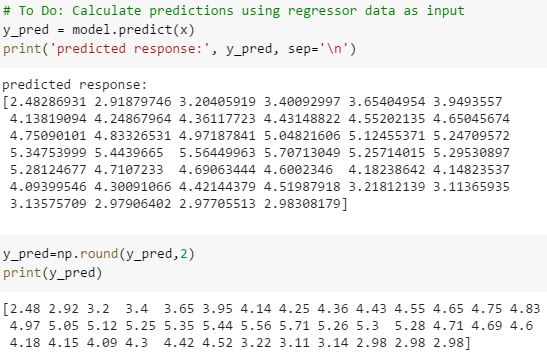 # To Do: Calculate predictions using regressor data as input
y_pred = model.predict(x)
print('predicted response:', y_pred, sep='\n')
predicted response:
[2.48286931 2.91879746 3.20405919 3.40092997 3.65404954 3.9493557
4.13819094 4.24867964 4.36117723 4.43148822 4.55202135 4.65045674
4.75090101 4.83326531 4.97187841 5.04821606 5.12455371 5.24709572
5.34753999 5.4439665 5.56449963 5.70713049 5.25714015 5.29530897
5.28124677 4.7107233 4.69063444 4.6002346 4.18238642 4.14823537
4.09399546 4.30091066 4.42144379 4.51987918 3.21812139 3.11365935
3.13575709 2.97906402 2.97705513 2.98308179]
y_pred=np.round(y_pred,2)
print(y_pred)
[2.48 2.92 3.2 3.4 3.65 3.95 4.14 4.25 4.36 4.43 4.55 4.65 4.75 4.83
4.97 5.05 5.12 5.25 5.35 5.44 5.56 5.71 5.26 5.3 5.28 4.71 4.69 4.6
4.18 4.15 4.09 4.3 4.42 4.52 3.22 3.11 3.14 2.98 2.98 2.98]